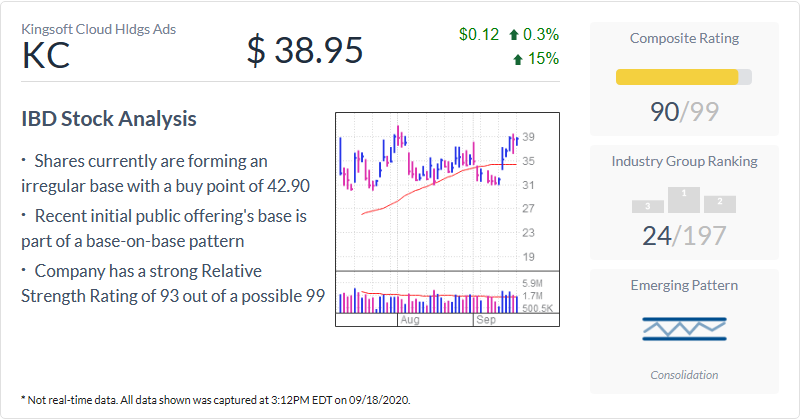 Kingsoft Cloud Hldgs Ads
KC
$ 38.95
$0.12 0.3%
15%
IBD Stock Analysis
· Shares currently are forming an
irregular base with a buy point of 42.90
· Recent initial public offering's base is
part of a base-on-base pattern
· Company has a strong Relative
Strength Rating of 93 out of a possible 99
39
35
31
27
23
19
5.9M
1.7M
500.5K
Aug
Sep
Composite Rating
90/99
Industry Group Ranking
3
1
2
24/197
Emerging Pattern
Consolidation
* Not real-time data. All data shown was captured at 3:12PM EDT on 09/18/2020.